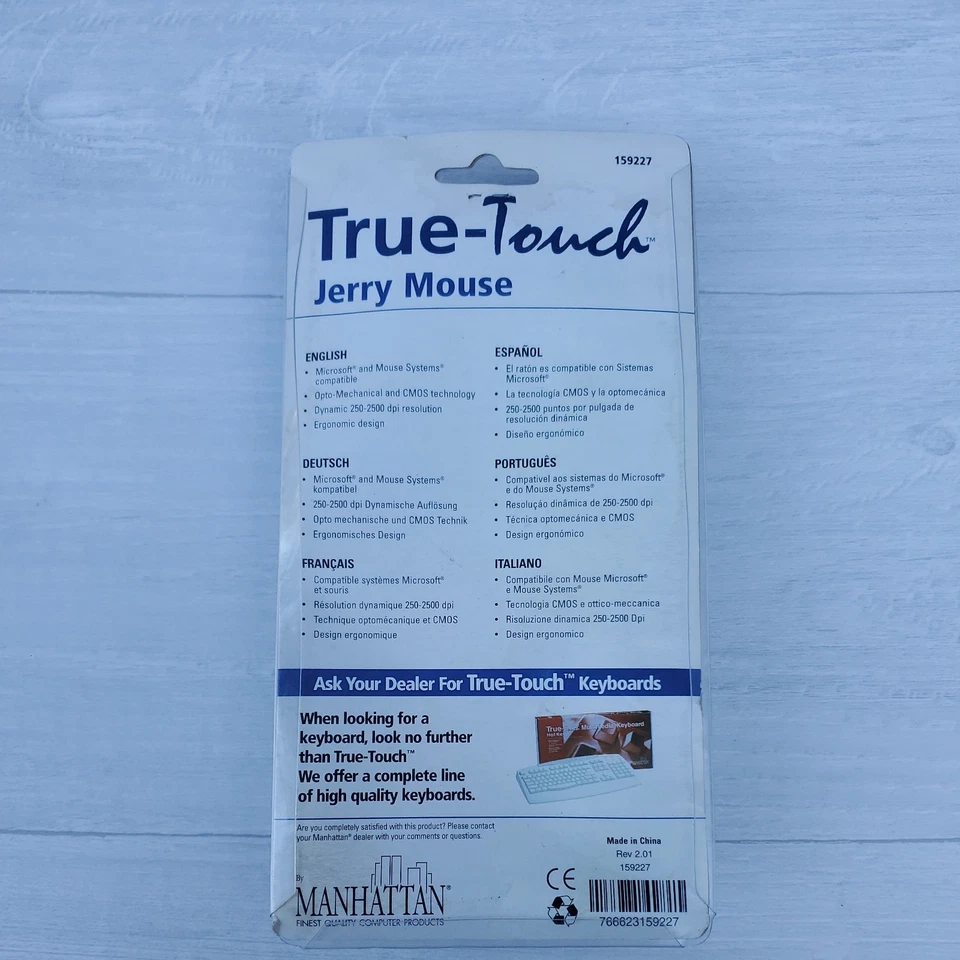 159227
True-Touch™
Jerry Mouse
ENGLISH
• Microsoft® and Mouse Systems®
compatible
• Opto-Mechanical and CMOS technology
• Dynamic 250-2500 dpi resolution
• Ergonomic design
ESPAÑOL
• El ratón es compatible con Sistemas
Microsoft®
• La tecnología CMOS y la optomecánica
• 250-2500 puntos por pulgada de
resolución dinámica
• Diseño ergonómico
DEUTSCH
• Microsoft® and Mouse Systems®
kompatibel
• 250-2500 dpi Dynamische Auflösung
• Opto mechanische und CMOS Technik
• Ergonomisches Design
PORTUGUÊS
• Compativel aos sistemas do Microsoft®
e do Mouse Systems®
• Resolução dinâmica de 250-2500 dpi
• Técnica optomecánica e CMOS
• Design ergonómico
FRANÇAIS
• Compatible systèmes Microsoft®
et souris
• Résolution dynamique 250-2500 dpi
• Technique optomécanique et CMOS
• Design ergonomique
ITALIANO
• Compatibile con Mouse Microsoft®
e Mouse Systems®
• Tecnologia CMOS e ottico-meccanica
• Risoluzione dinamica 250-2500 Dpi
• Design ergonomico
Ask Your Dealer For True-Touch™ Keyboards
When looking for a
keyboard, look no further
than True-Touch™
We offer a complete line
of high quality keyboards.
Keyboard
Are you completely satisfied with this product? Please contact
your Manhattan® dealer with your comments or questions.
By
MANHATTAN®
FINEST QUALITY COMPUTER PRODUCTS
Made in China
Rev 2.01
159227
CE
766623159227